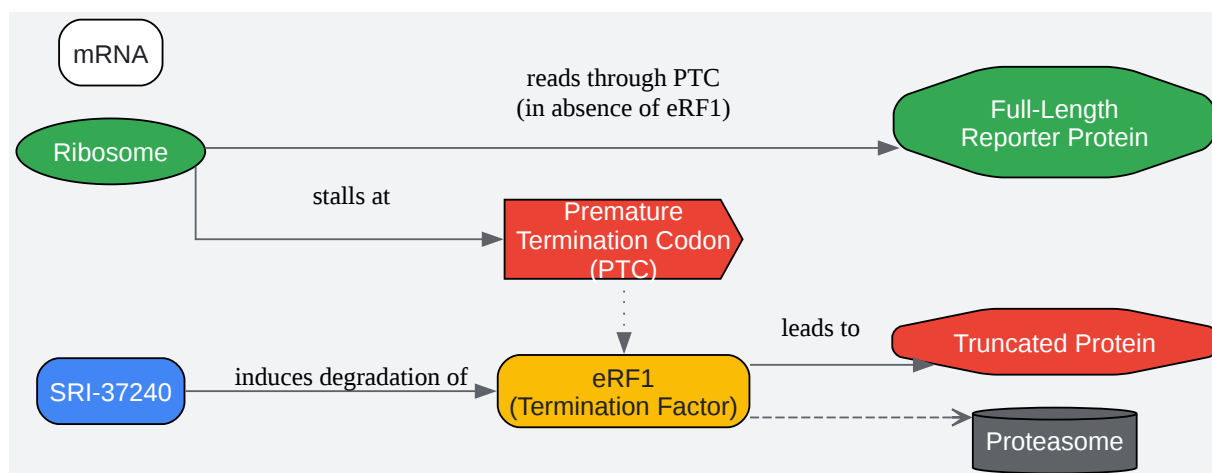 mRNA
reads through PTC
(in absence of eRF1)
Full-Length
Reporter Protein
Ribosome
stalls at
Premature
Termination Codon
(PTC)
leads to
Truncated Protein
SRI-37240
induces degradation of
eRF1
(Termination Factor)
Proteasome